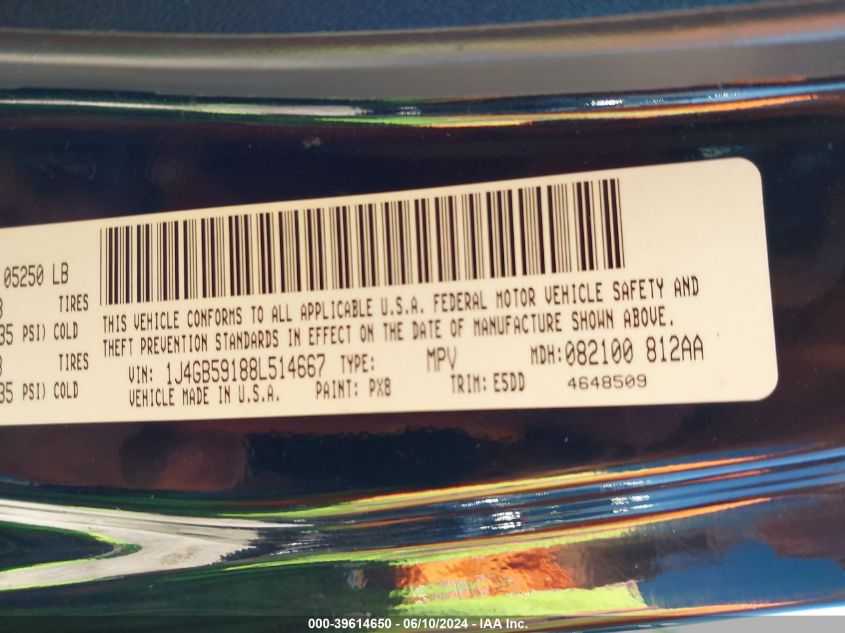 05250 LB
TIRES
35 PSI) COLD
TIRES
35 PSI) COLD
THIS VEHICLE CONFORMS TO ALL APPLICABLE U.S.A. FEDERAL MOTOR VEHICLE SAFETY AND
THEFT PREVENTION STANDARDS IN EFFECT ON THE DATE OF MANUFACTURE SHOWN ABOVE.
VIN: 1J4GB59188L514667 TYPE: MPV MDH: 082100 812AA
VEHICLE MADE IN U.S.A. PAINT: PXB TRIM: E5DD 4648509
000-39614650 - 06/10/2024 - IAA Inc.